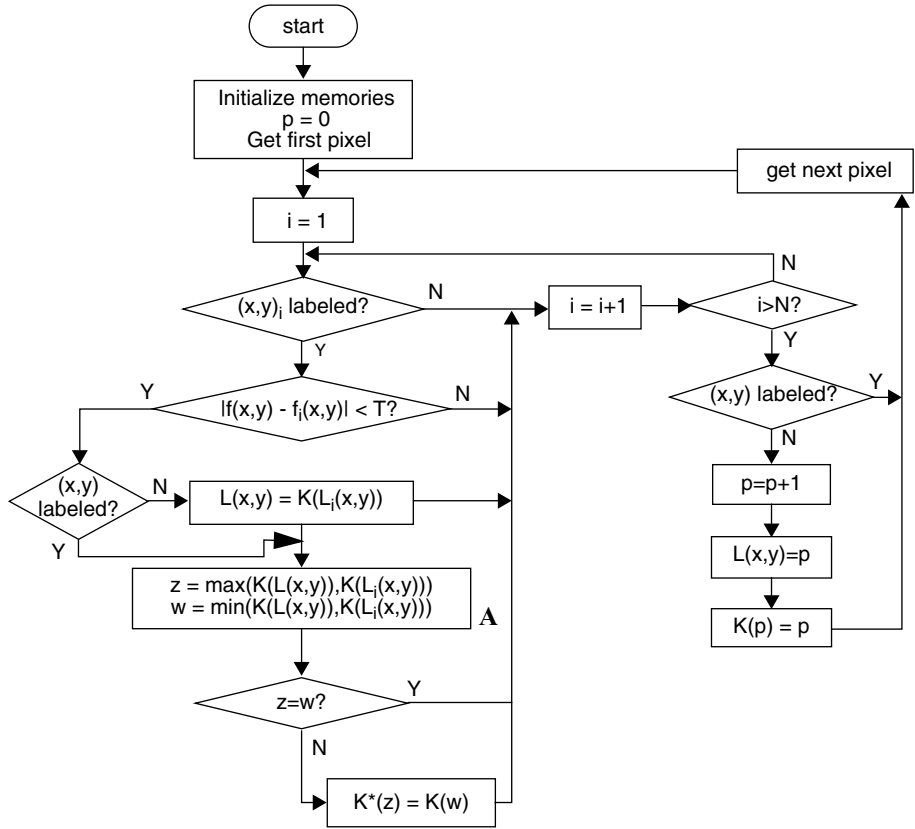 start
Initialize memories
p = 0
Get first pixel
get next pixel
i = 1
N
(x,y)i labeled?
N
i = i+1
i>N?
Y
Y
Y
|f(x,y) - fi(x,y)| < T?
N
(x,y) labeled?
Y
N
(x,y)
labeled?
N
L(x,y) = K(Li(x,y))
p=p+1
Y
L(x,y)=p
z = max(K(L(x,y)),K(Li(x,y)))
w = min(K(L(x,y)),K(Li(x,y)))
A
K(p) = p
z=w?
Y
N
K*(z) = K(w)